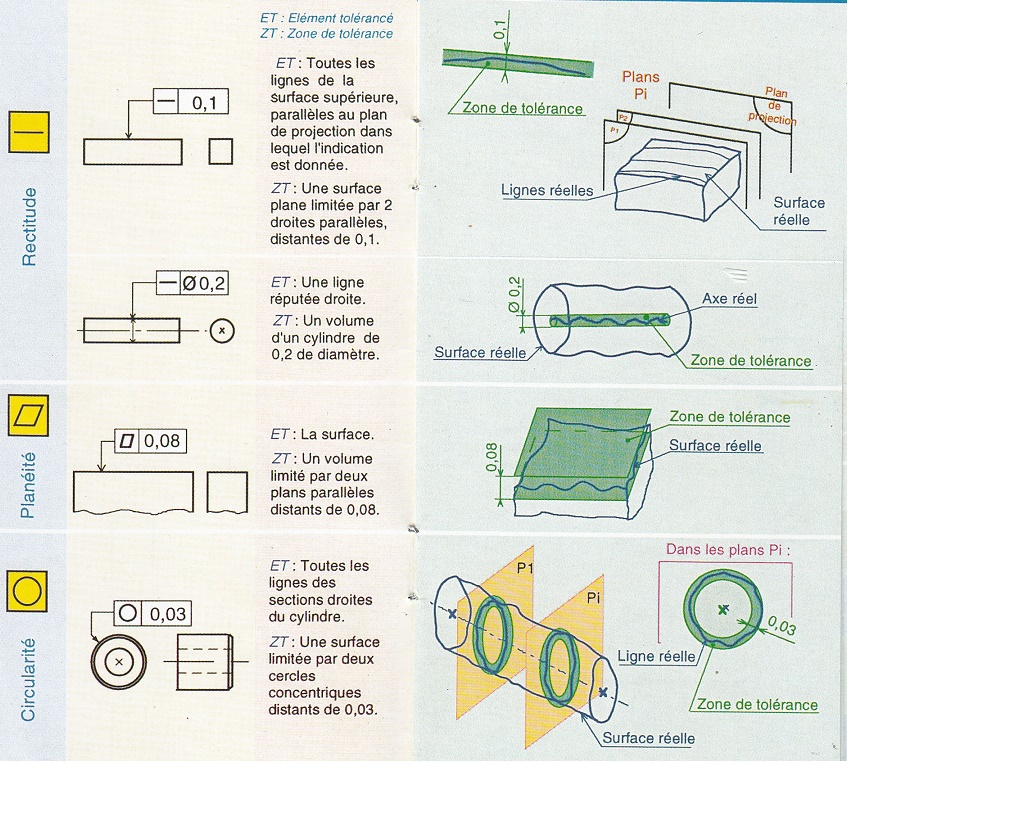 ET : Elément tolérancé
ZT : Zone de tolérance
Rectitude
0,1
ET : Toutes les
lignes de la
surface supérieure,
parallèles au plan
de projection dans
lequel l'indication
est donnée.
ZT : Une surface
plane limitée par 2
droites parallèles,
distantes de 0,1.
0,1
Zone de tolérance
Plans
Pi
Plan
de
projection
P2
P1
Lignes réelles
Surface
réelle
Ø 0,2
ET : Une ligne
réputée droite.
ZT : Un volume
d'un cylindre de
0,2 de diamètre.
Ø 0,2
Axe réel
Surface réelle
Zone de tolérance
Planéité
0,08
ET : La surface.
ZT : Un volume
limité par deux
plans parallèles
distants de 0,08.
0,08
Zone de tolérance
Surface réelle
Circularité
0,03
ET : Toutes les
lignes des
sections droites
du cylindre.
ZT : Une surface
limitée par deux
cercles
concentriques
distants de 0,03.
P1
Pi
Surface réelle
Dans les plans Pi :
0,03
Ligne réelle
Zone de tolérance